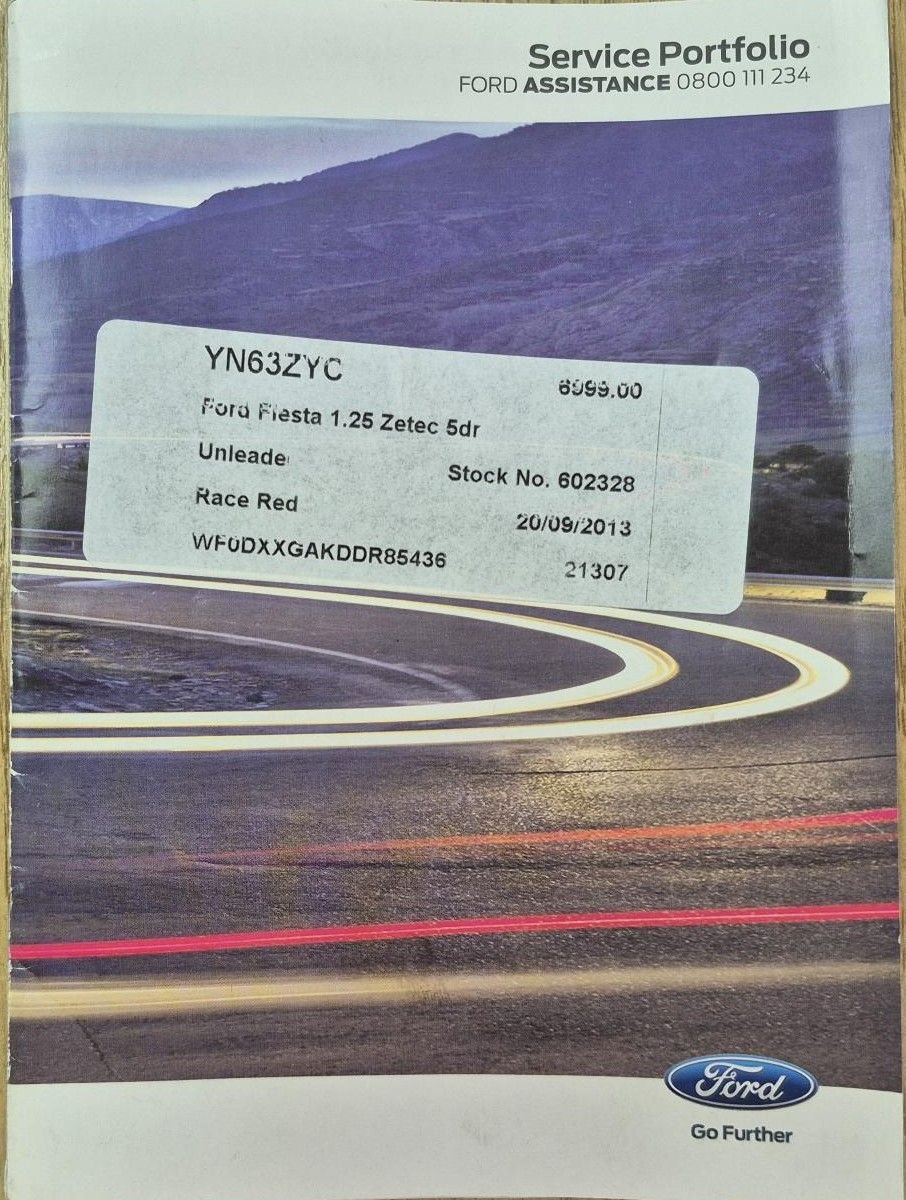 Service Portfolio
FORD ASSISTANCE 0800 111 234
YN63ZYC 6999.00
Ford Fiesta 1.25 Zetec 5dr
Unleade Stock No. 602328
Race Red 20/09/2013
WF0DXXGAKDDR85436 21307
Ford
Go Further